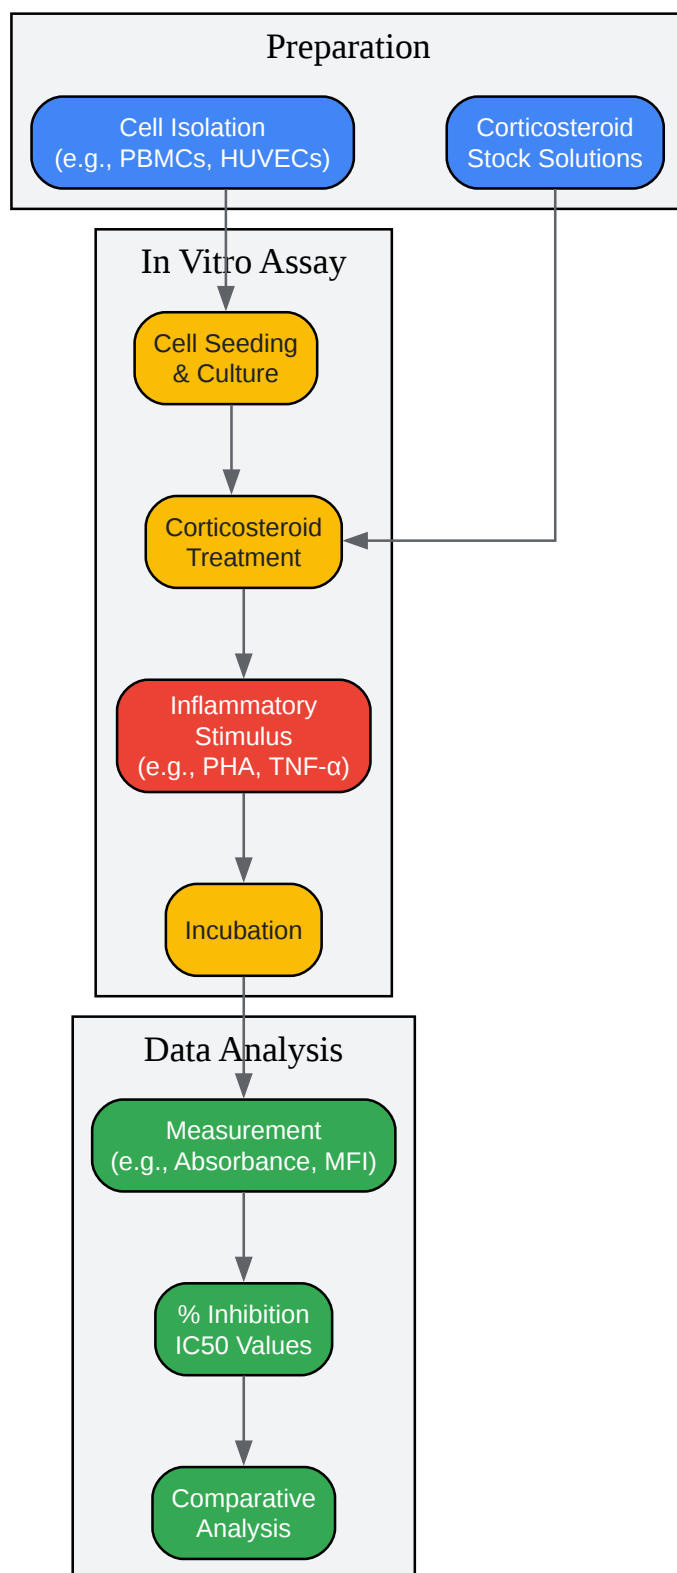 Preparation
Cell Isolation
(e.g., PBMCs, HUVECs)
Corticosteroid
Stock Solutions
In Vitro Assay
Cell Seeding
& Culture
Corticosteroid
Treatment
Inflammatory
Stimulus
(e.g., PHA, TNF-α)
Incubation
Data Analysis
Measurement
(e.g., Absorbance, MFI)
% Inhibition
IC50 Values
Comparative
Analysis